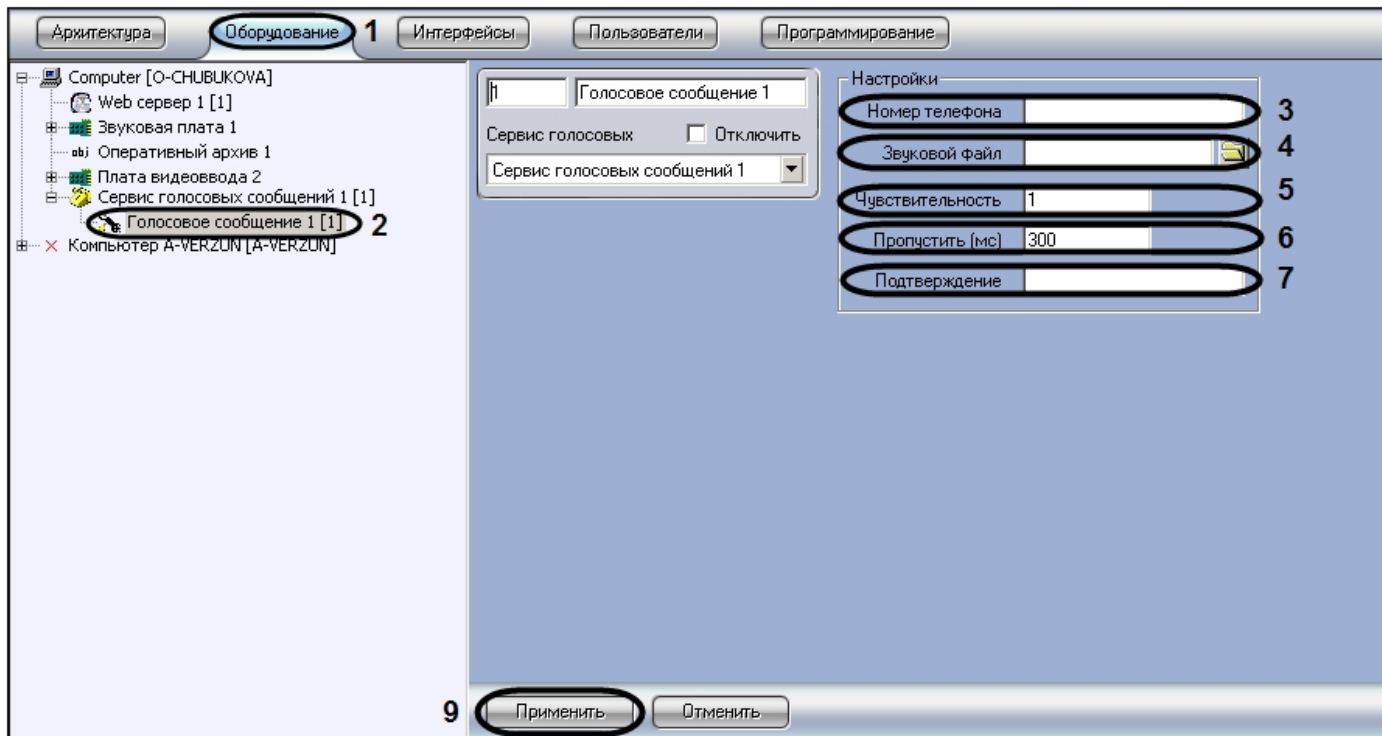 Архитектура Оборудование 1 Интерфейсы Пользователи Программирование
Computer [O-CHUBUKOVA]
Web сервер 1 [1]
Звуковая плата 1
obj Оперативный архив 1
Плата видеоввода 2
Сервис голосовых сообщений 1 [1]
Голосовое сообщение 1 [1] 2
Компьютер A-VERZUN [A-VERZUN]
1 Голосовое сообщение 1
Сервис голосовых Отключить
Сервис голосовых сообщений 1
Настройки
Номер телефона 3
Звуковой файл 4
Чувствительность 1 5
Пропустить (мс) 300 6
Подтверждение 7
9 Применить Отменить